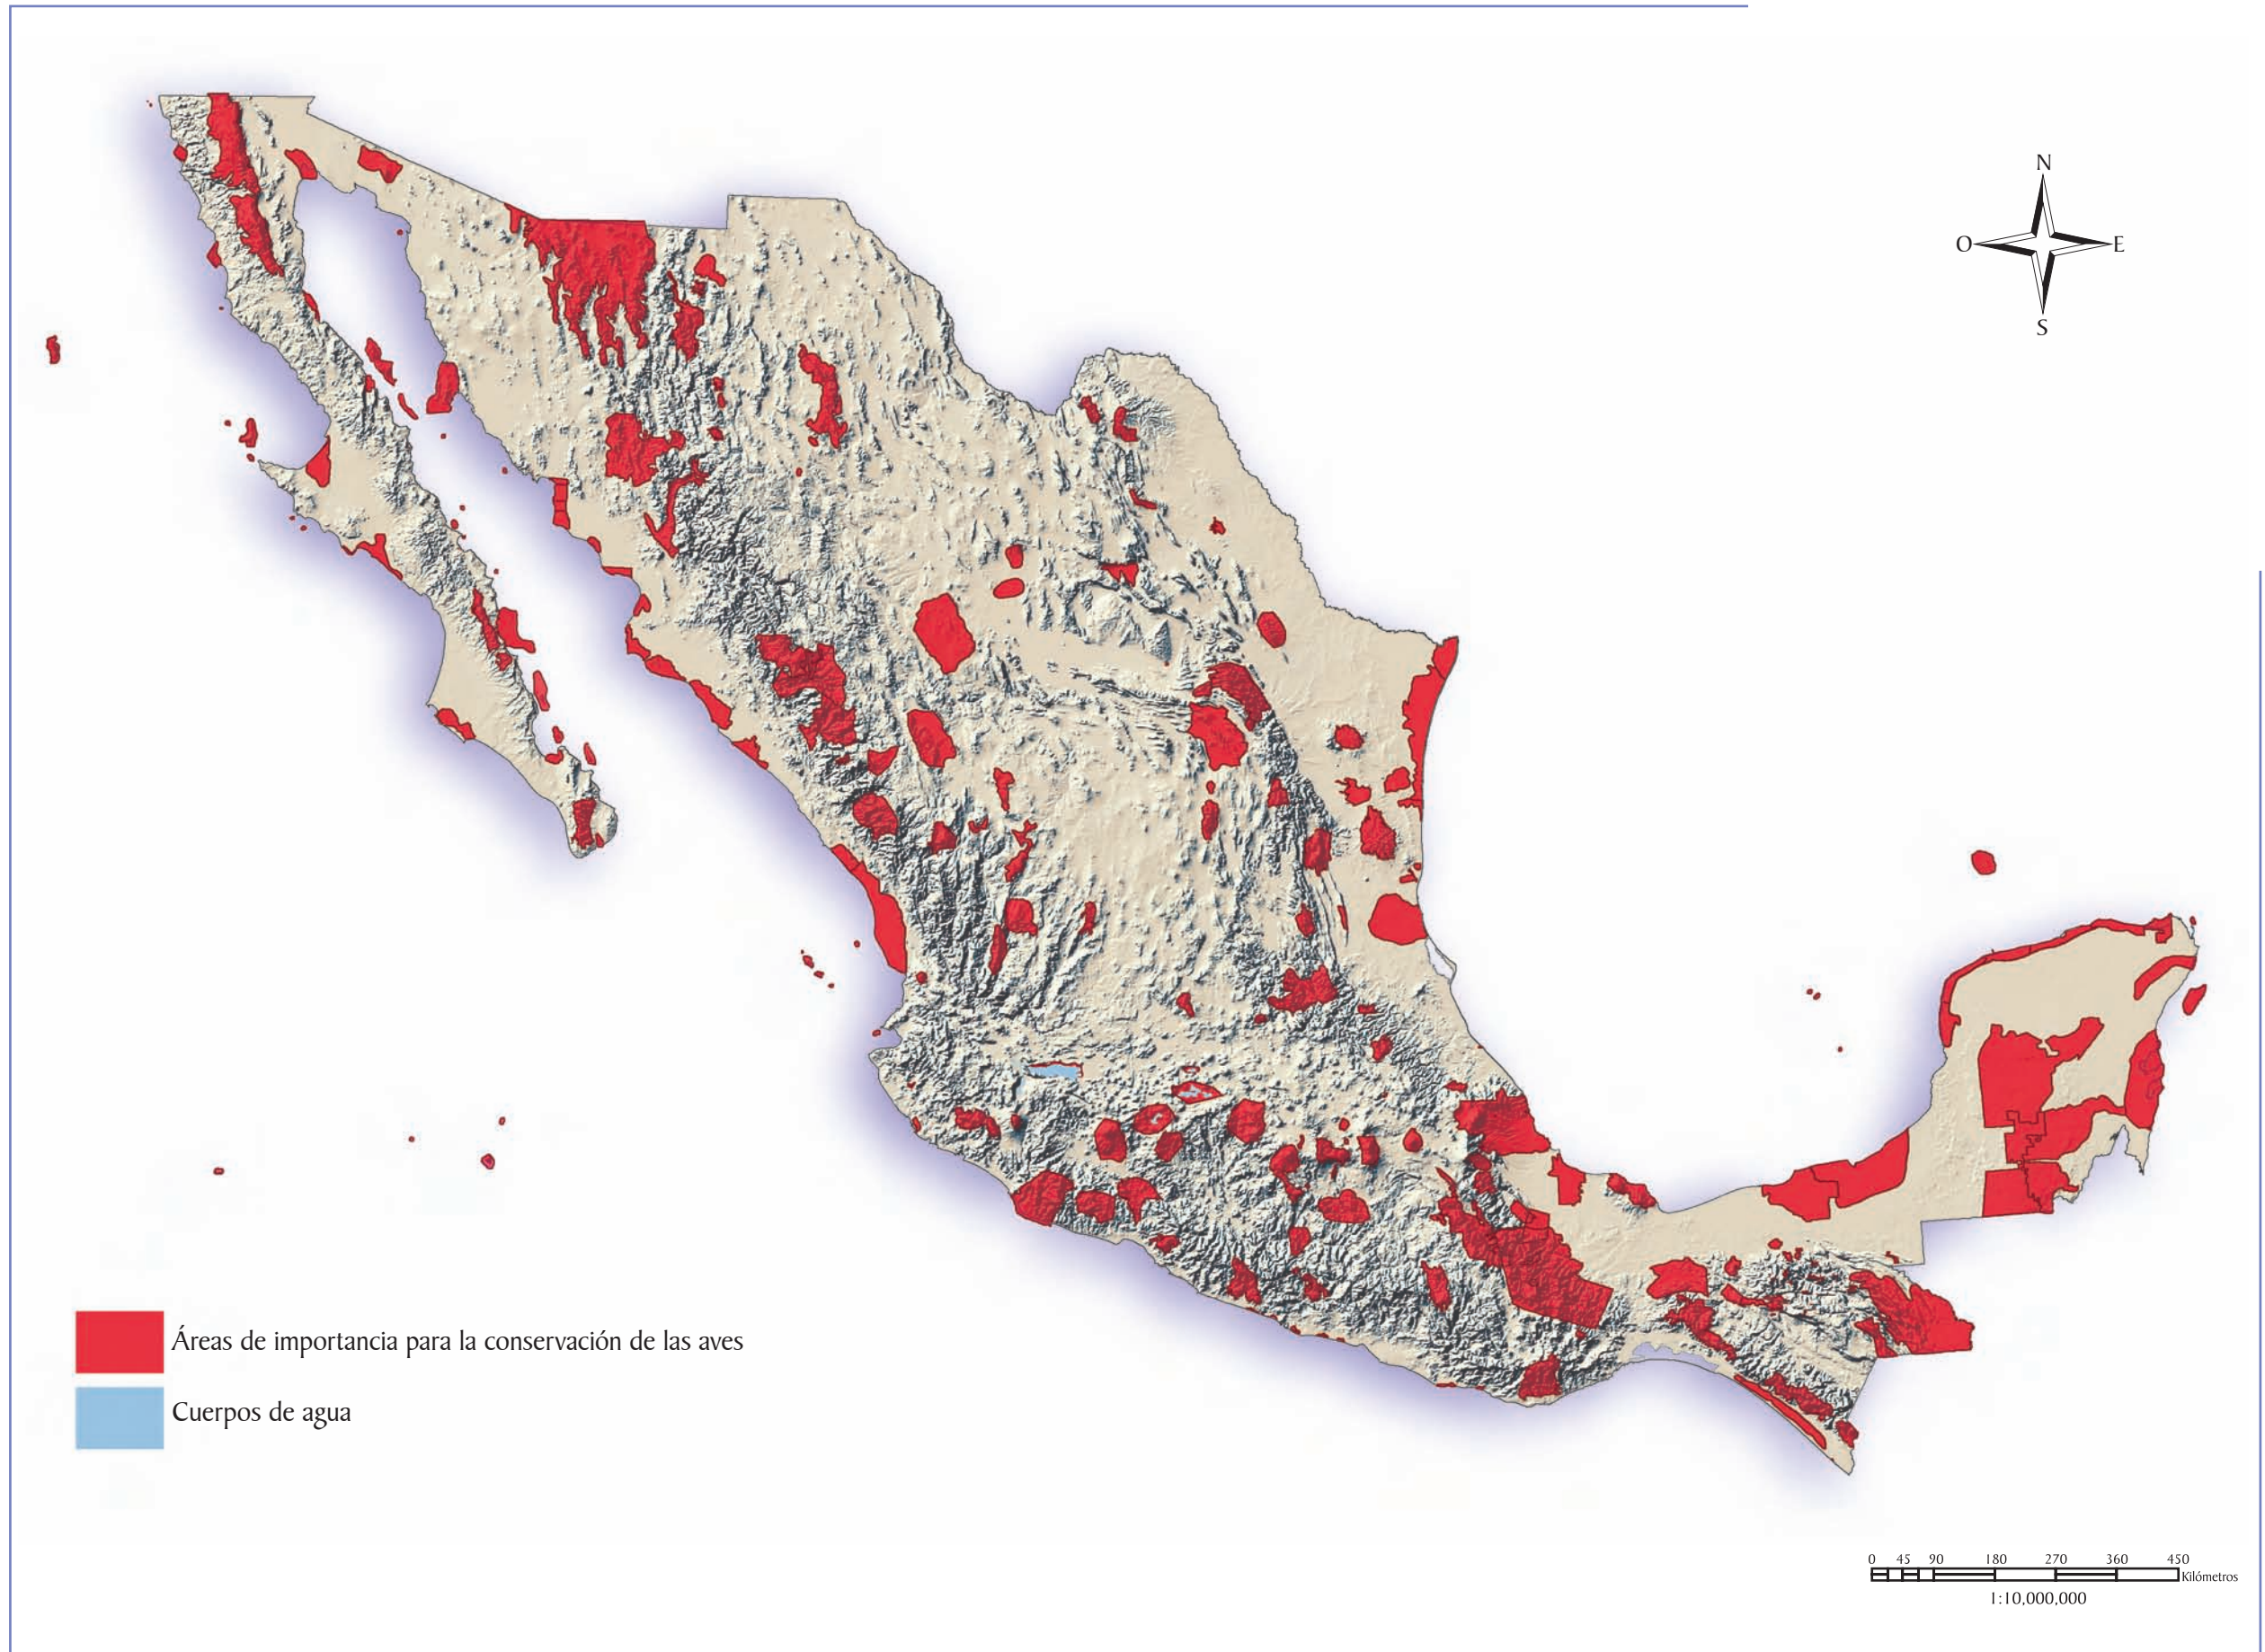 N
O
E
S
Áreas de importancia para la conservación de las aves
Cuerpos de agua
0 45 90 180 270 360 450
Kilómetros
1:10,000,000